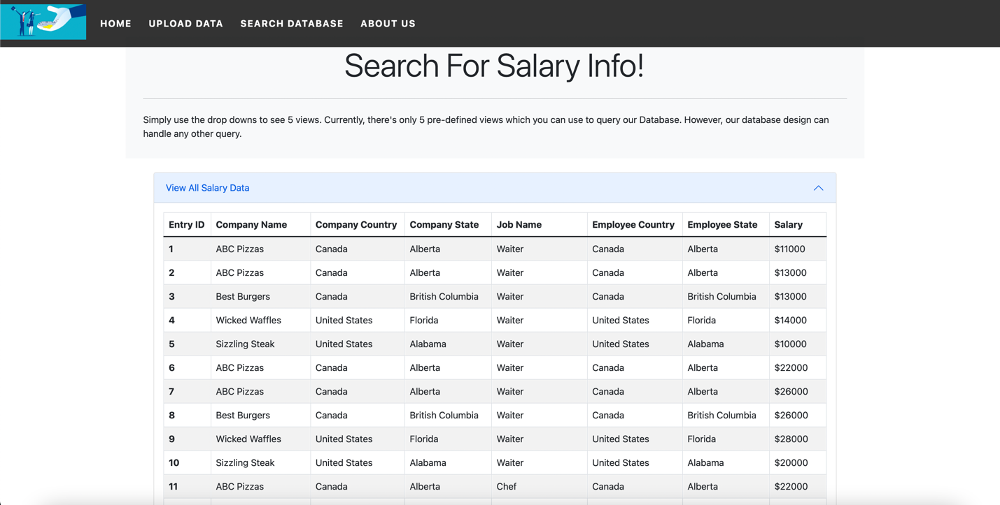 HOME UPLOAD DATA SEARCH DATABASE ABOUT US
Search For Salary Info!
Simply use the drop downs to see 5 views. Currently, there's only 5 pre-defined views which you can use to query our Database. However, our database design can
handle any other query.
View All Salary Data
Entry ID Company Name Company Country Company State Job Name Employee Country Employee State Salary
1 ABC Pizzas Canada Alberta Waiter Canada Alberta $11000
2 ABC Pizzas Canada Alberta Waiter Canada Alberta $13000
3 Best Burgers Canada British Columbia Waiter Canada British Columbia $13000
4 Wicked Waffles United States Florida Waiter United States Florida $14000
5 Sizzling Steak United States Alabama Waiter United States Alabama $10000
6 ABC Pizzas Canada Alberta Waiter Canada Alberta $22000
7 ABC Pizzas Canada Alberta Waiter Canada Alberta $26000
8 Best Burgers Canada British Columbia Waiter Canada British Columbia $26000
9 Wicked Waffles United States Florida Waiter United States Florida $28000
10 Sizzling Steak United States Alabama Waiter United States Alabama $20000
11 ABC Pizzas Canada Alberta Chef Canada Alberta $22000